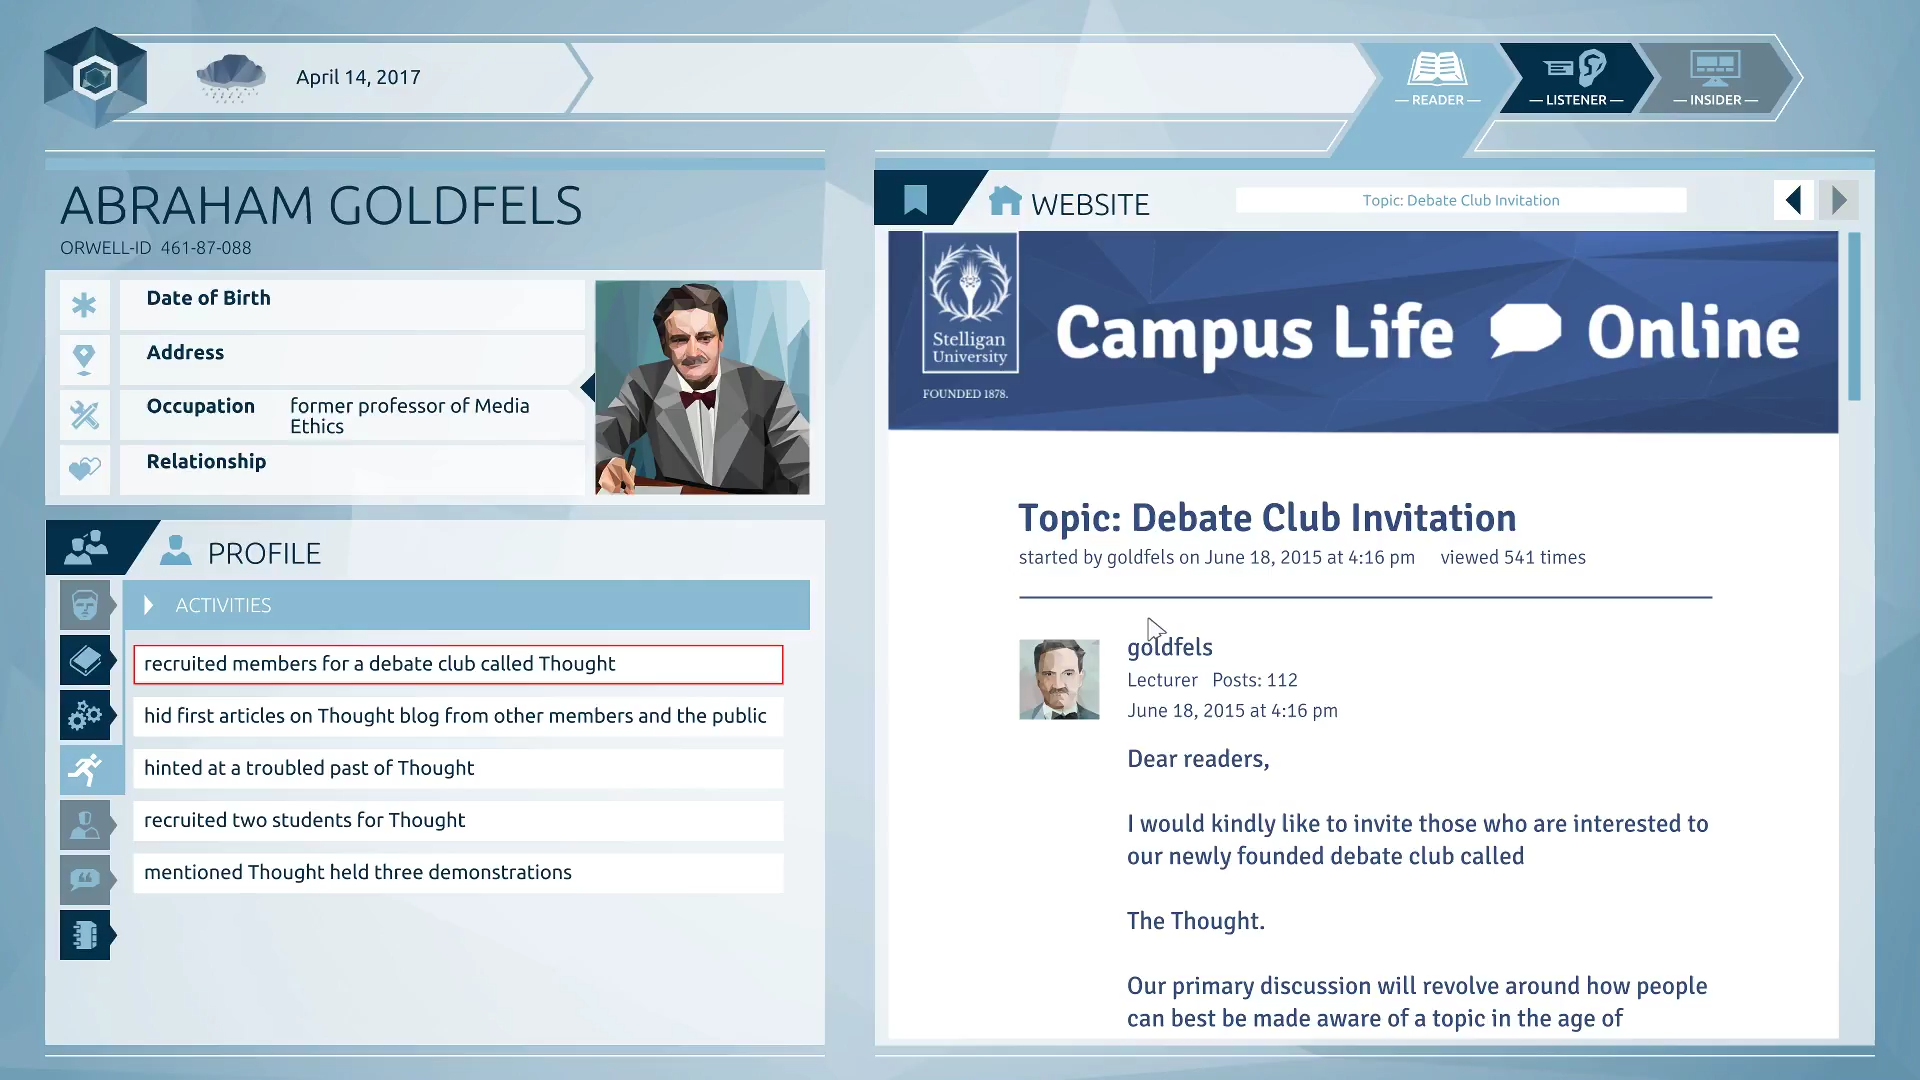 April 14, 2017
READER
LISTENER
INSIDER
ABRAHAM GOLDFELS
ORWELL-ID 461-87-088
Date of Birth
Address
Occupation former professor of Media
Ethics
Relationship
PROFILE
ACTIVITIES
recruited members for a debate club called Thought
hid first articles on Thought blog from other members and the public
hinted at a troubled past of Thought
recruited two students for Thought
mentioned Thought held three demonstrations
WEBSITE
Topic: Debate Club Invitation
Stelligan
University
FOUNDED 1878.
Campus Life Online
Topic: Debate Club Invitation
started by goldfels on June 18, 2015 at 4:16 pm viewed 541 times
goldfels
Lecturer Posts: 112
June 18, 2015 at 4:16 pm
Dear readers,
I would kindly like to invite those who are interested to
our newly founded debate club called
The Thought.
Our primary discussion will revolve around how people
can best be made aware of a topic in the age of